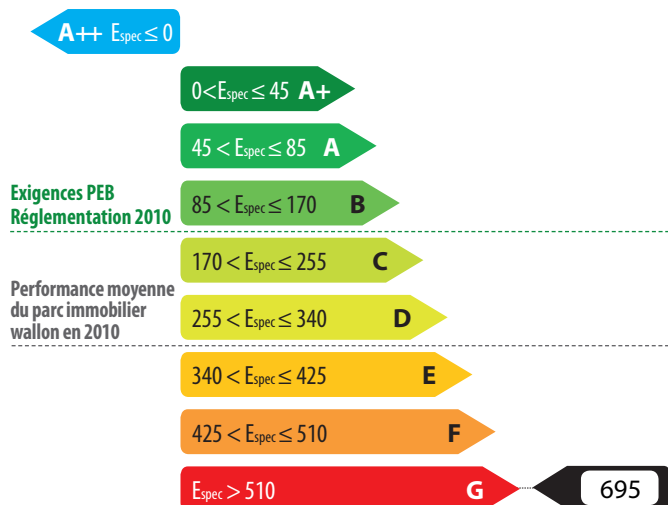 A++ Espec ≤ 0
0<Espec ≤ 45 A+
45 < Espec ≤ 85 A
Exigences PEB
Réglementation 2010
85 < Espec ≤ 170 B
170 < Espec ≤ 255 C
Performance moyenne
du parc immobilier
wallon en 2010
255 < Espec ≤ 340 D
340 < Espec ≤ 425 E
425 < Espec ≤ 510 F
Espec > 510 G 695